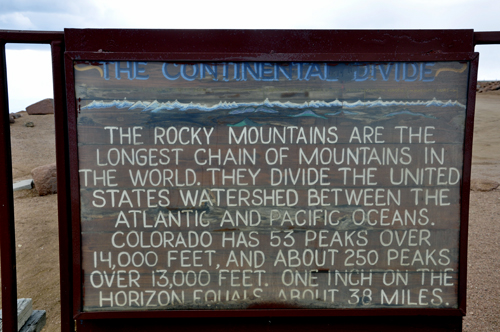 THE CONTINENTAL DIVIDE
THE ROCKY MOUNTAINS ARE THE
LONGEST CHAIN OF MOUNTAINS IN
THE WORLD. THEY DIVIDE THE UNITED
STATES WATERSHED BETWEEN THE
ATLANTIC AND PACIFIC OCEANS.
COLORADO HAS 53 PEAKS OVER
14,000 FEET, AND ABOUT 250 PEAKS
OVER 13,000 FEET. ONE INCH ON THE
HORIZON EQUALS ABOUT 38 MILES.